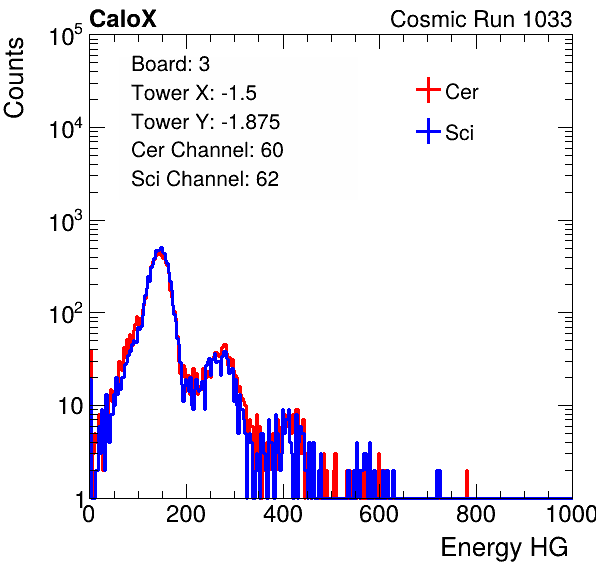 CaloX Cosmic Run 1033
Counts
10^5
10^4
10^3
10^2
10
1
Board: 3
Tower X: -1.5
Tower Y: -1.875
Cer Channel: 60
Sci Channel: 62
Cer
Sci
0 200 400 600 800 1000
Energy HG